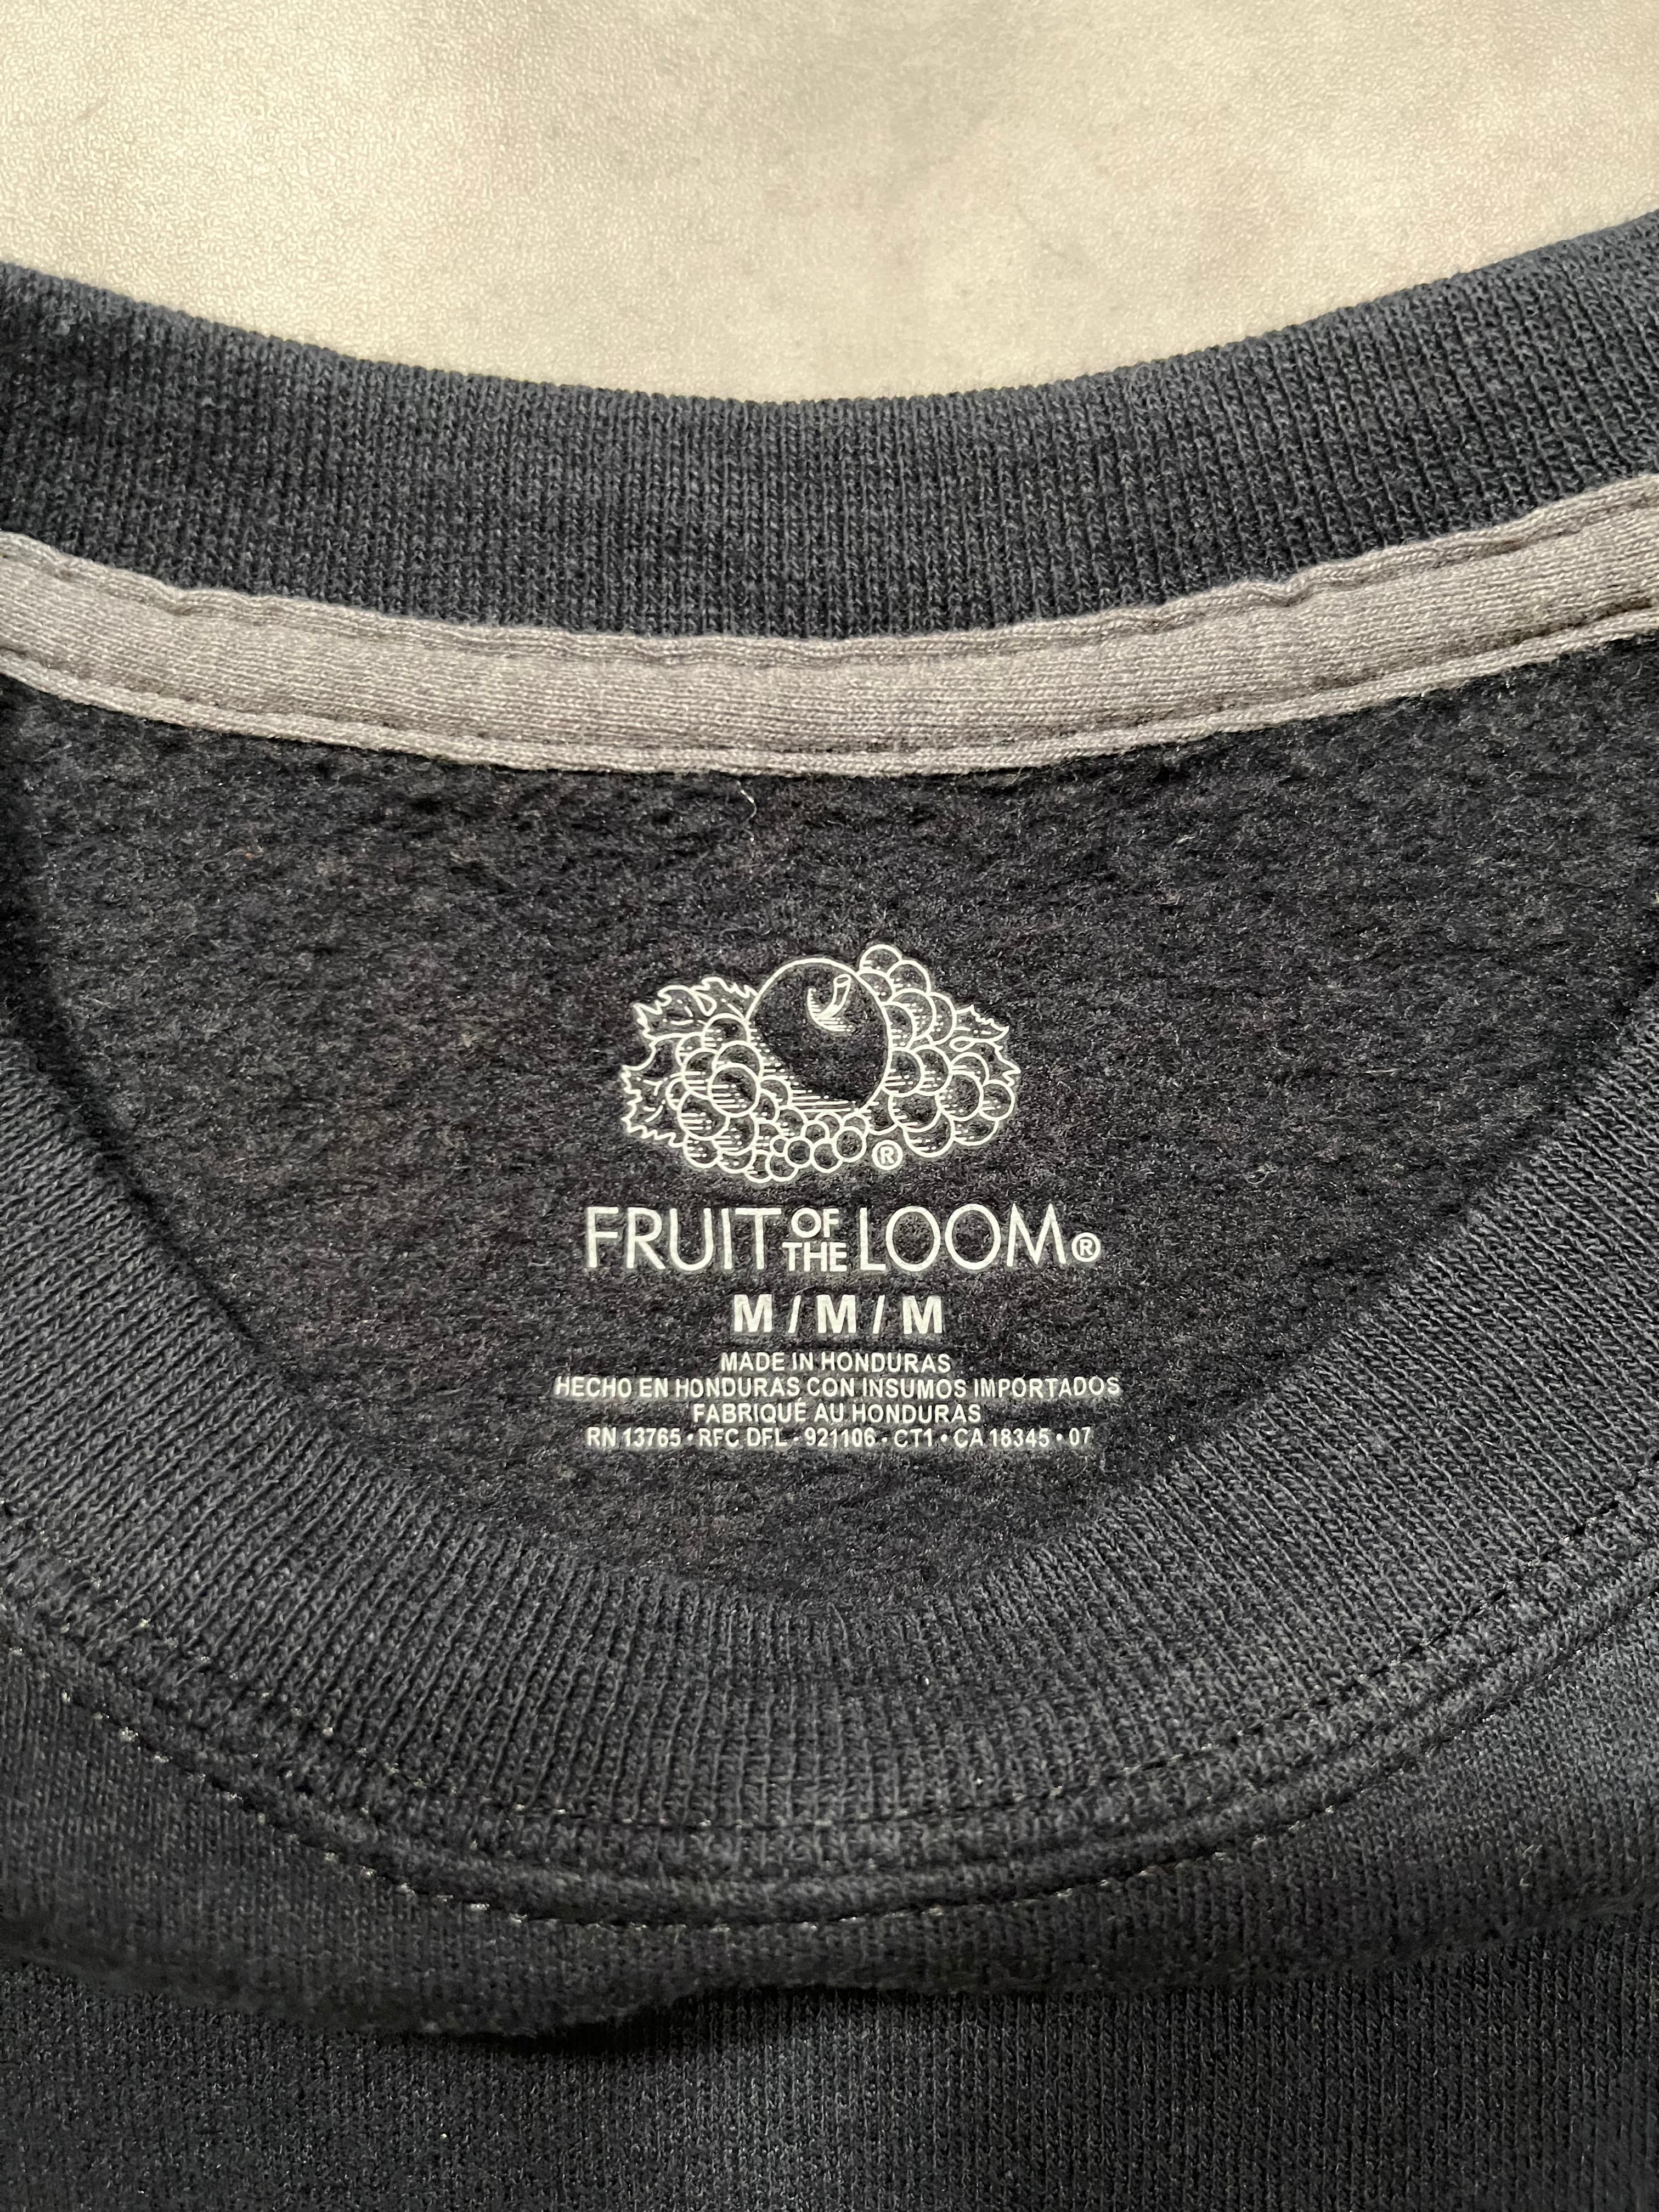 ®
FRUIT OF THE LOOM®
M / M / M
MADE IN HONDURAS
HECHO EN HONDURAS CON INSUMOS IMPORTADOS
FABRIQUÉ AU HONDURAS
RN 13765 • RFC DFL - 921106 - CT1 • CA 18345 • 07